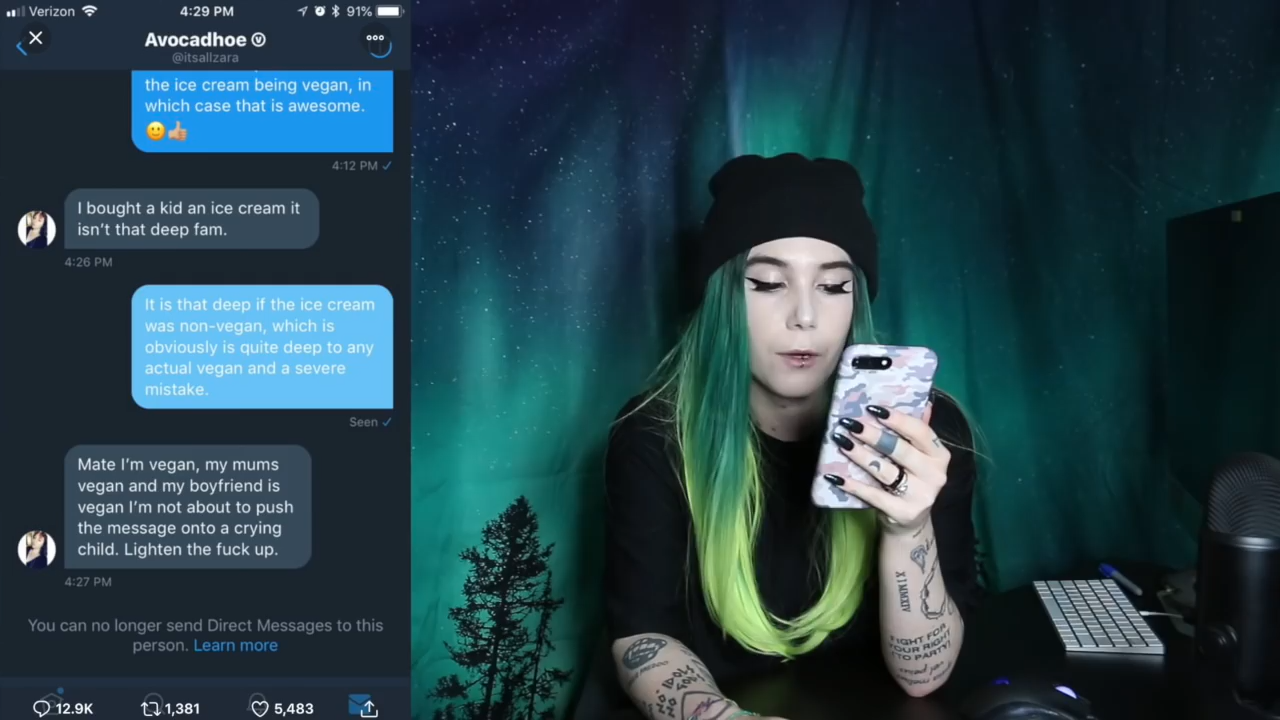 Verizon 4:29 PM 91%
Avocadhoe
@itsallzara
the ice cream being vegan, in
which case that is awesome.
🙂👍🏼
4:12 PM ✓
I bought a kid an ice cream it
isn't that deep fam.
4:26 PM
It is that deep if the ice cream
was non-vegan, which is
obviously is quite deep to any
actual vegan and a severe
mistake.
Seen ✓
Mate I'm vegan, my mums
vegan and my boyfriend is
vegan I'm not about to push
the message onto a crying
child. Lighten the fuck up.
4:27 PM
You can no longer send Direct Messages to this
person. Learn more
12.9K 1,381 5,483
XIMMXIV
FIGHT FOR
YOUR RIGHT
(TO PARTY)